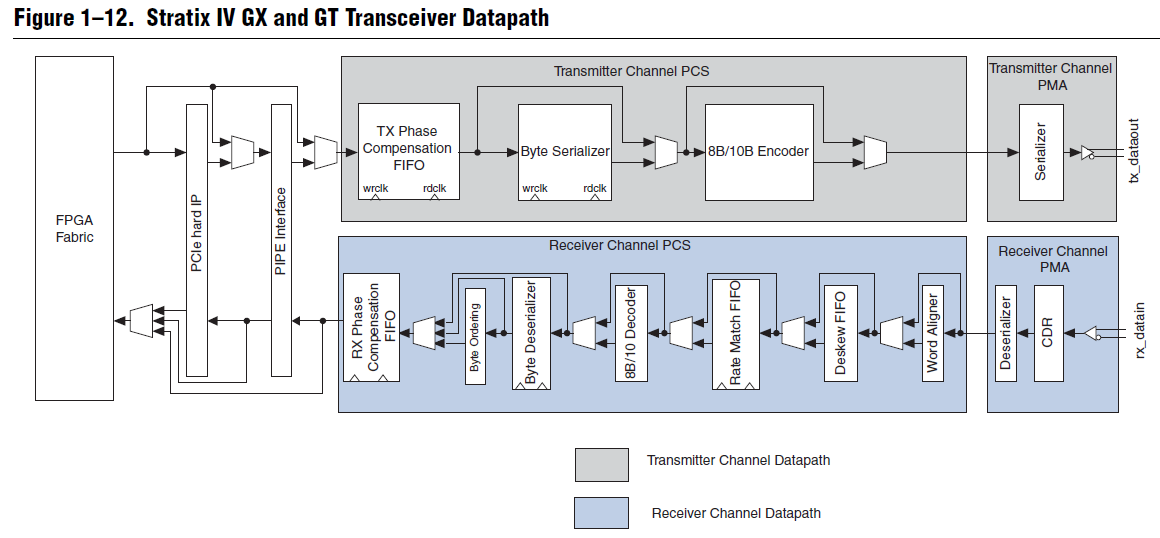 Figure 1–12. Stratix IV GX and GT Transceiver Datapath
FPGA
Fabric
PCIe hard IP
PIPE Interface
Transmitter Channel PCS
TX Phase
Compensation
FIFO
wrclk
rdclk
Byte Serializer
wrclk
rdclk
8B/10B Encoder
Transmitter Channel
PMA
Serializer
tx_dataout
Receiver Channel PCS
RX Phase
Compensation
FIFO
Byte Ordering
Byte Deserializer
8B/10 Decoder
Rate Match FIFO
Deskew FIFO
Word Aligner
Receiver Channel
PMA
Deserializer
CDR
rx_datain
Transmitter Channel Datapath
Receiver Channel Datapath